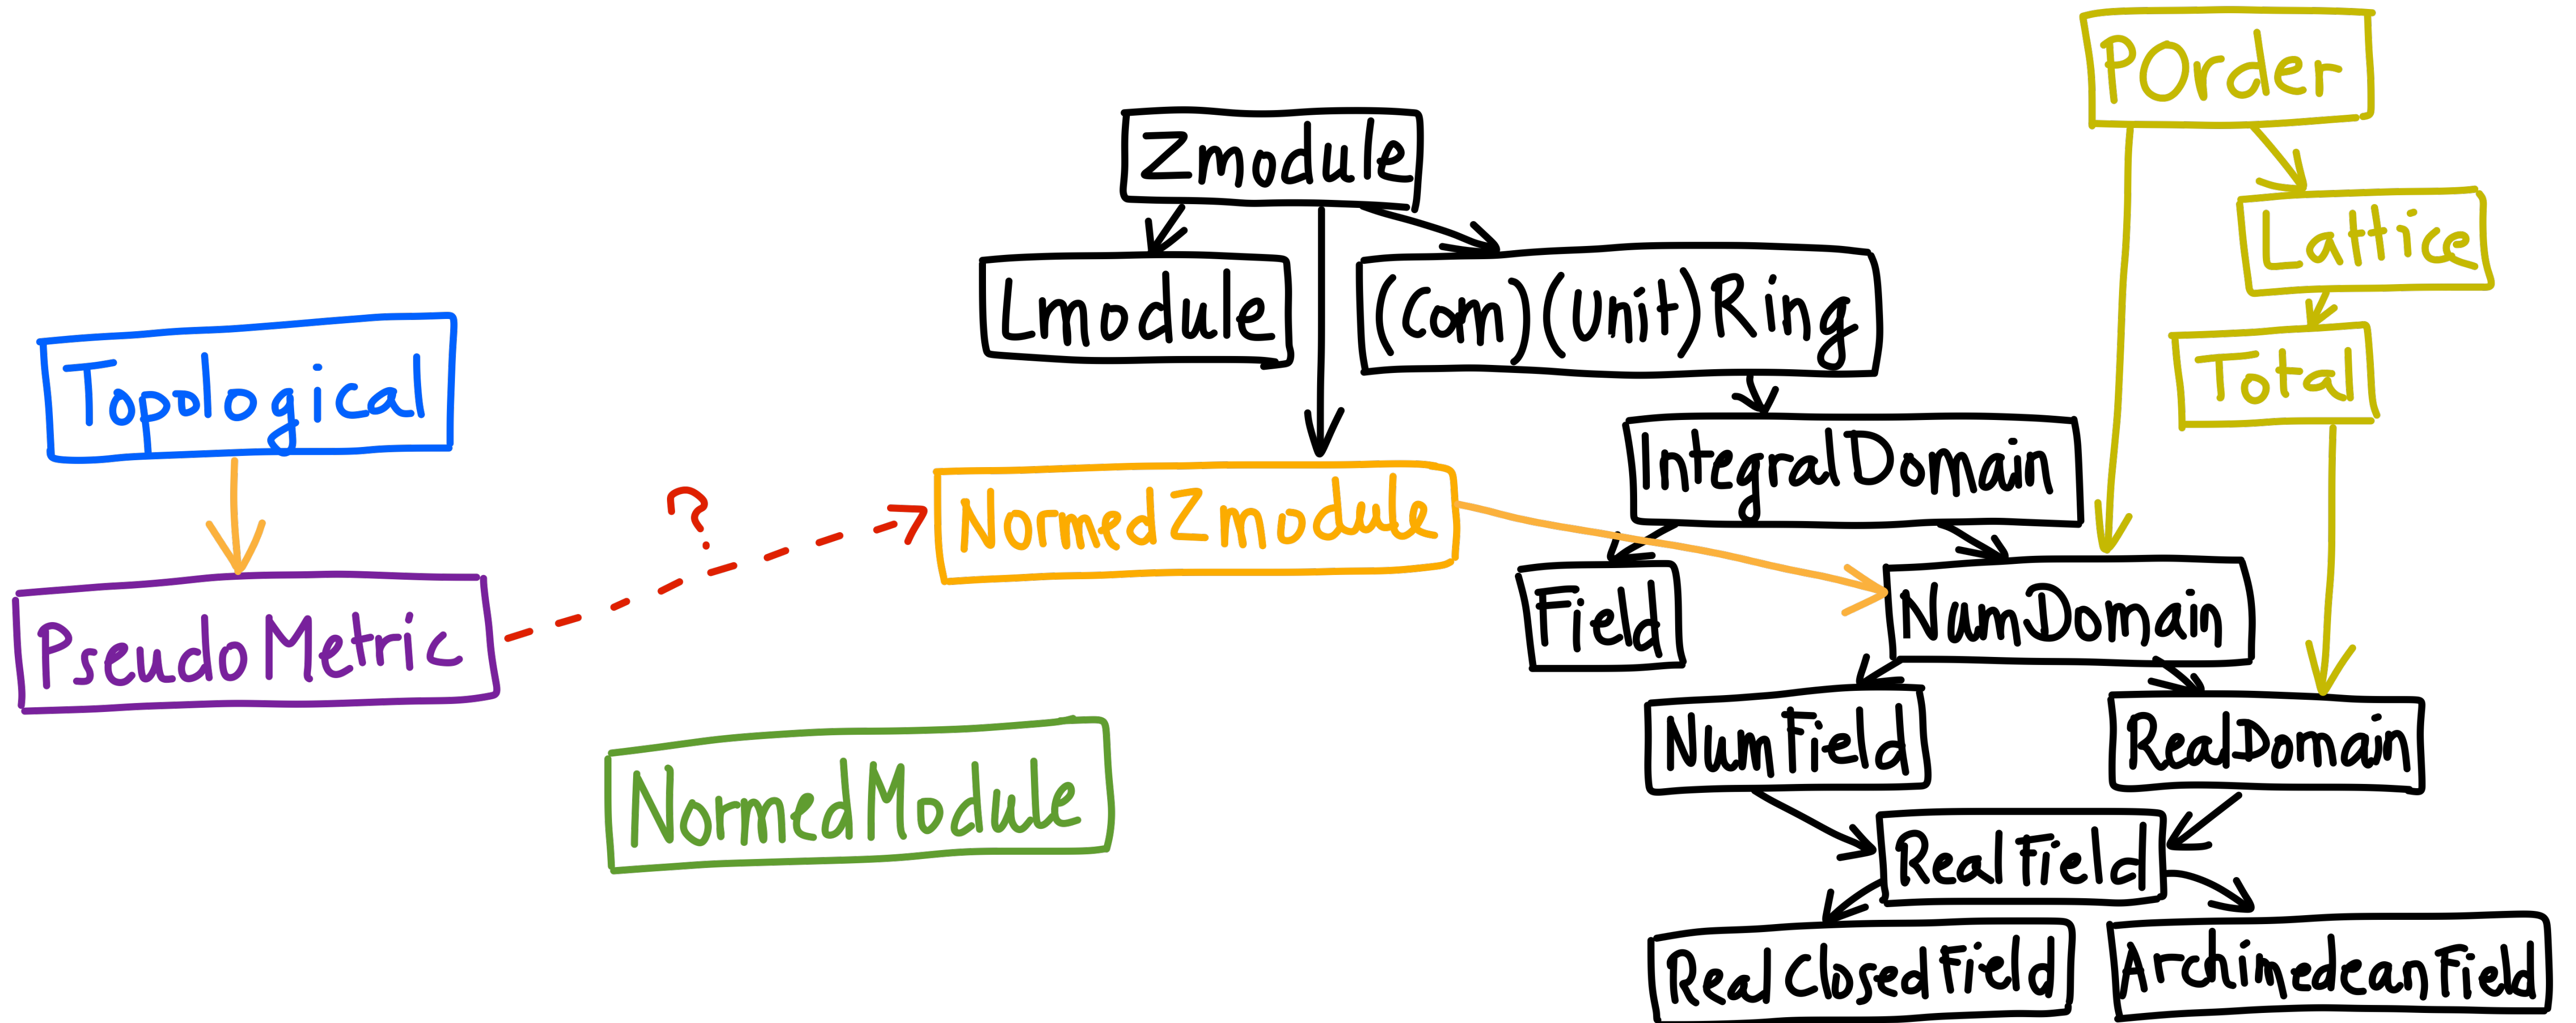 POrder
Zmodule
Lattice
Lmodule
(Com)(Unit)Ring
Topological
Total
IntegralDomain
?
NormedZmodule
PseudoMetric
Field
NumDomain
NormedModule
NumField
RealDomain
RealField
RealClosedField
ArchimedeanField